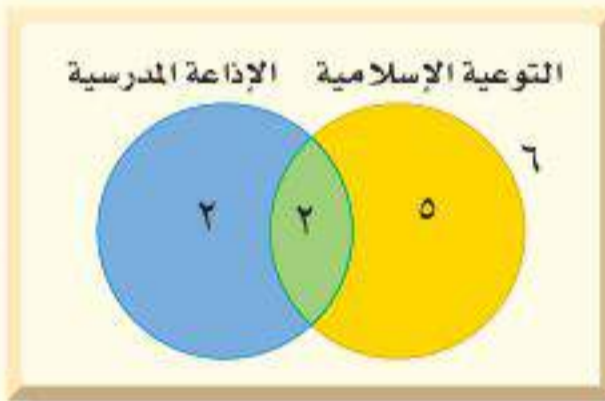 التوعية الإسلامية الإذاعة المدرسية
٦
٥ ٢ ٢